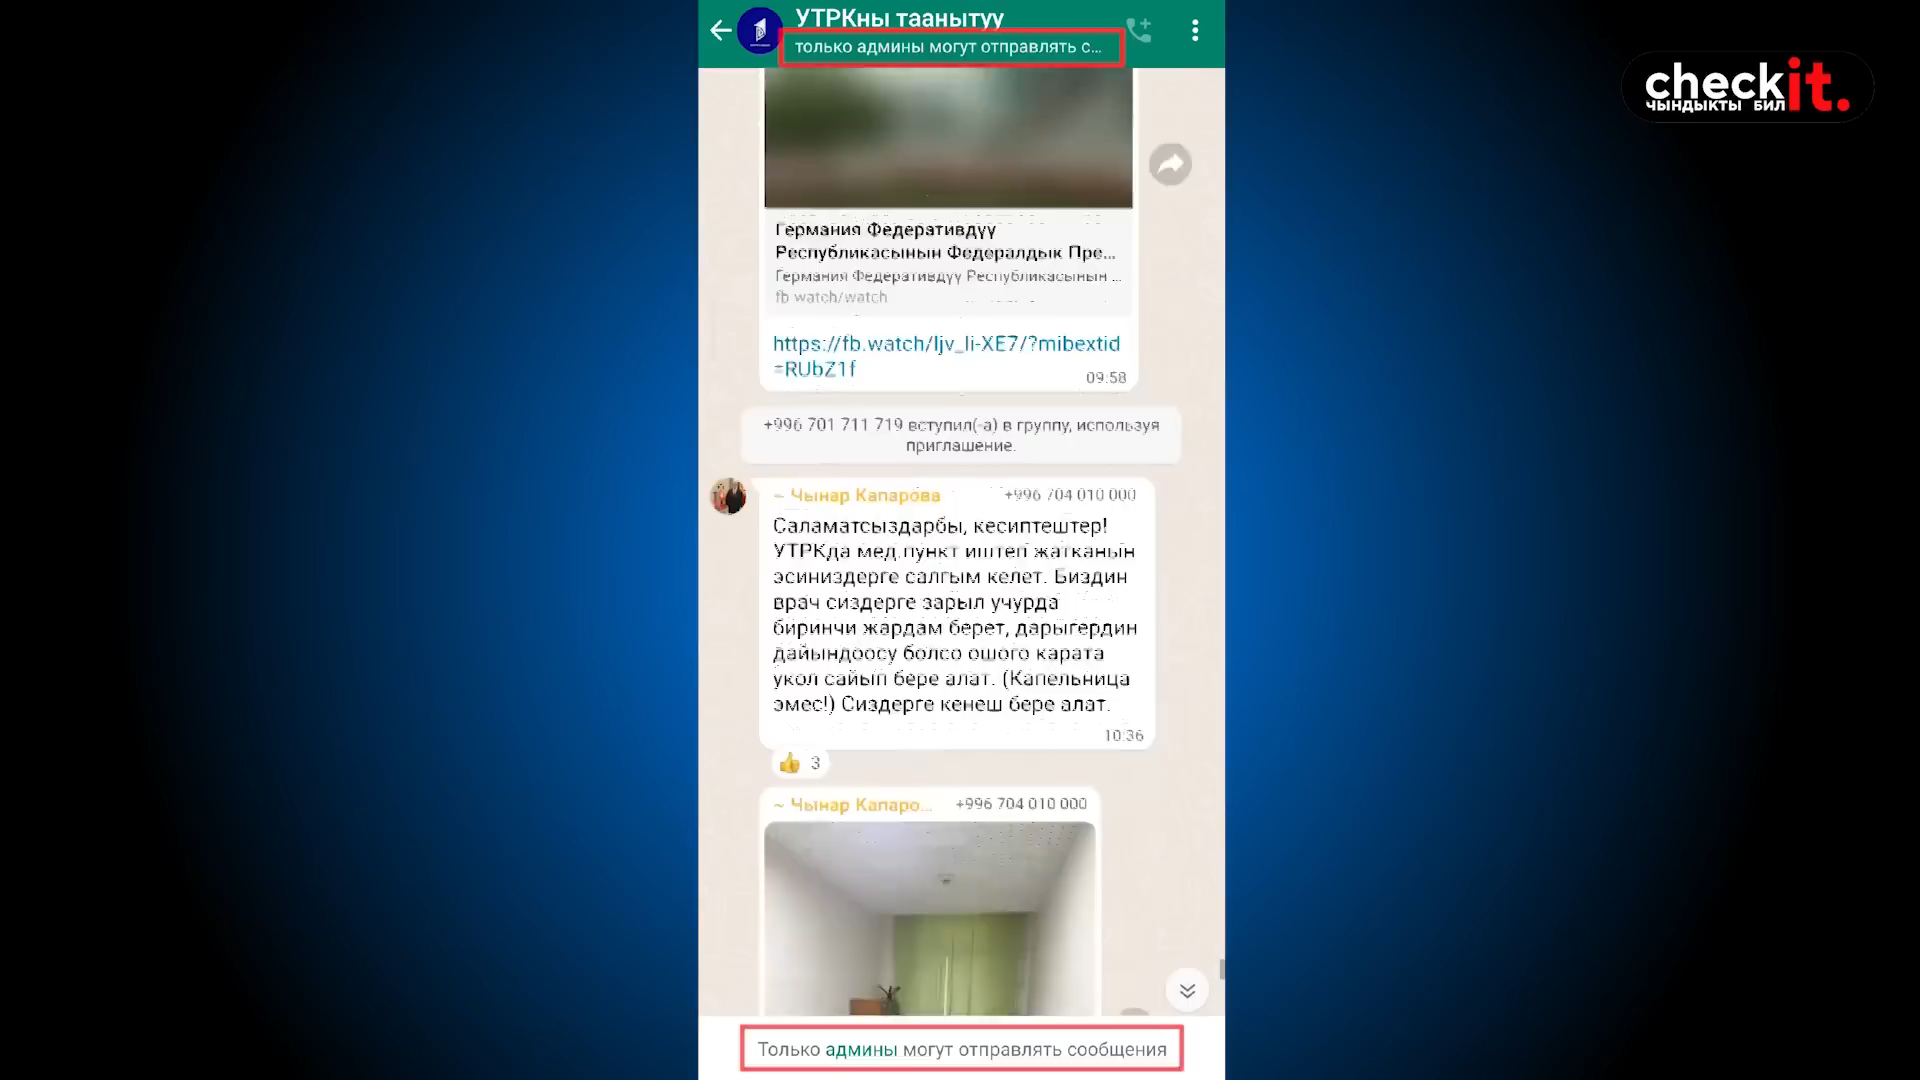 УТРКны таанытуу
только админы могут отправлять с...
checkit.
ЧЫНДЫКТЫ БИЛ
Германия Федеративдүү
Республикасынын Федералдык Пре...
Германия Федеративдүү Республикасынын ...
fb.watch/watch
https://fb.watch/ljv_Ii-XE7/?mibextid
=RUbZ1f
09:58
+996 701 711 719 вступил(-а) в группу, используя
приглашение.
~ Чынар Капарова +996 704 010 000
Саламатсыздарбы, кесиптештер!
УТРКда мед.пункт иштеп жатканын
эсиниздерге салгым келет. Биздин
врач сиздерге зарыл учурда
биринчи жардам берет, дарыгердин
дайындоосу болсо ошого карата
укол сайып бере алат. (Капельница
эмес!) Сиздерге кенеш бере алат.
10:36
3
~ Чынар Капаро... +996 704 010 000
Только админы могут отправлять сообщения